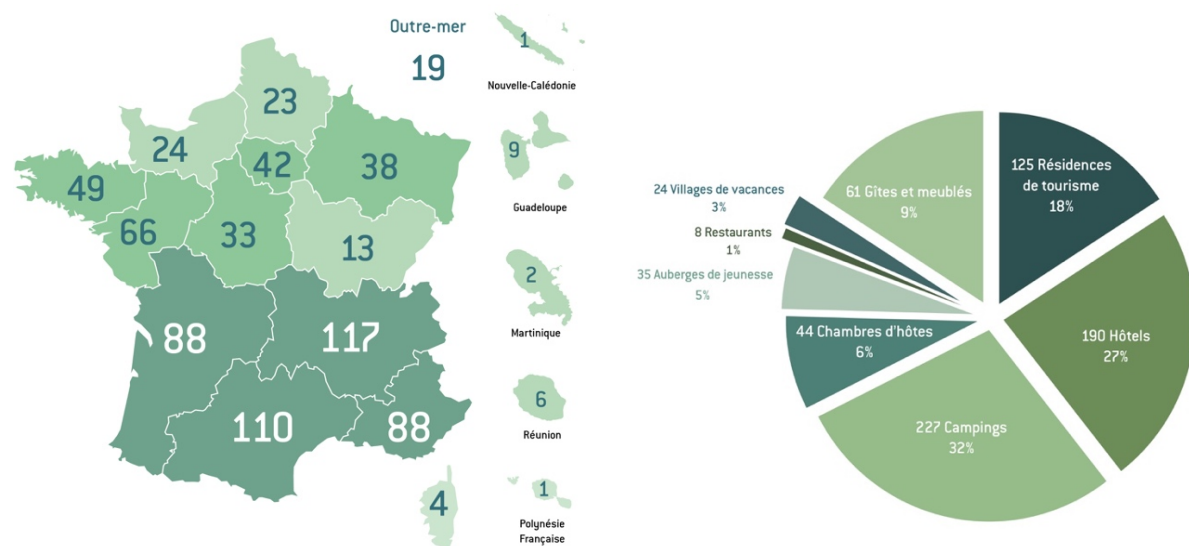 Outre-mer
19
1
Nouvelle-Calédonie
23
24
42
38
9
Guadeloupe
49
66
33
13
2
Martinique
88
117
6
Réunion
110
88
4
1
Polynésie
Française
125 Résidences
de tourisme
18%
61 Gîtes et meublés
9%
24 Villages de vacances
3%
8 Restaurants
1%
35 Auberges de jeunesse
5%
44 Chambres d'hôtes
6%
190 Hôtels
27%
227 Campings
32%